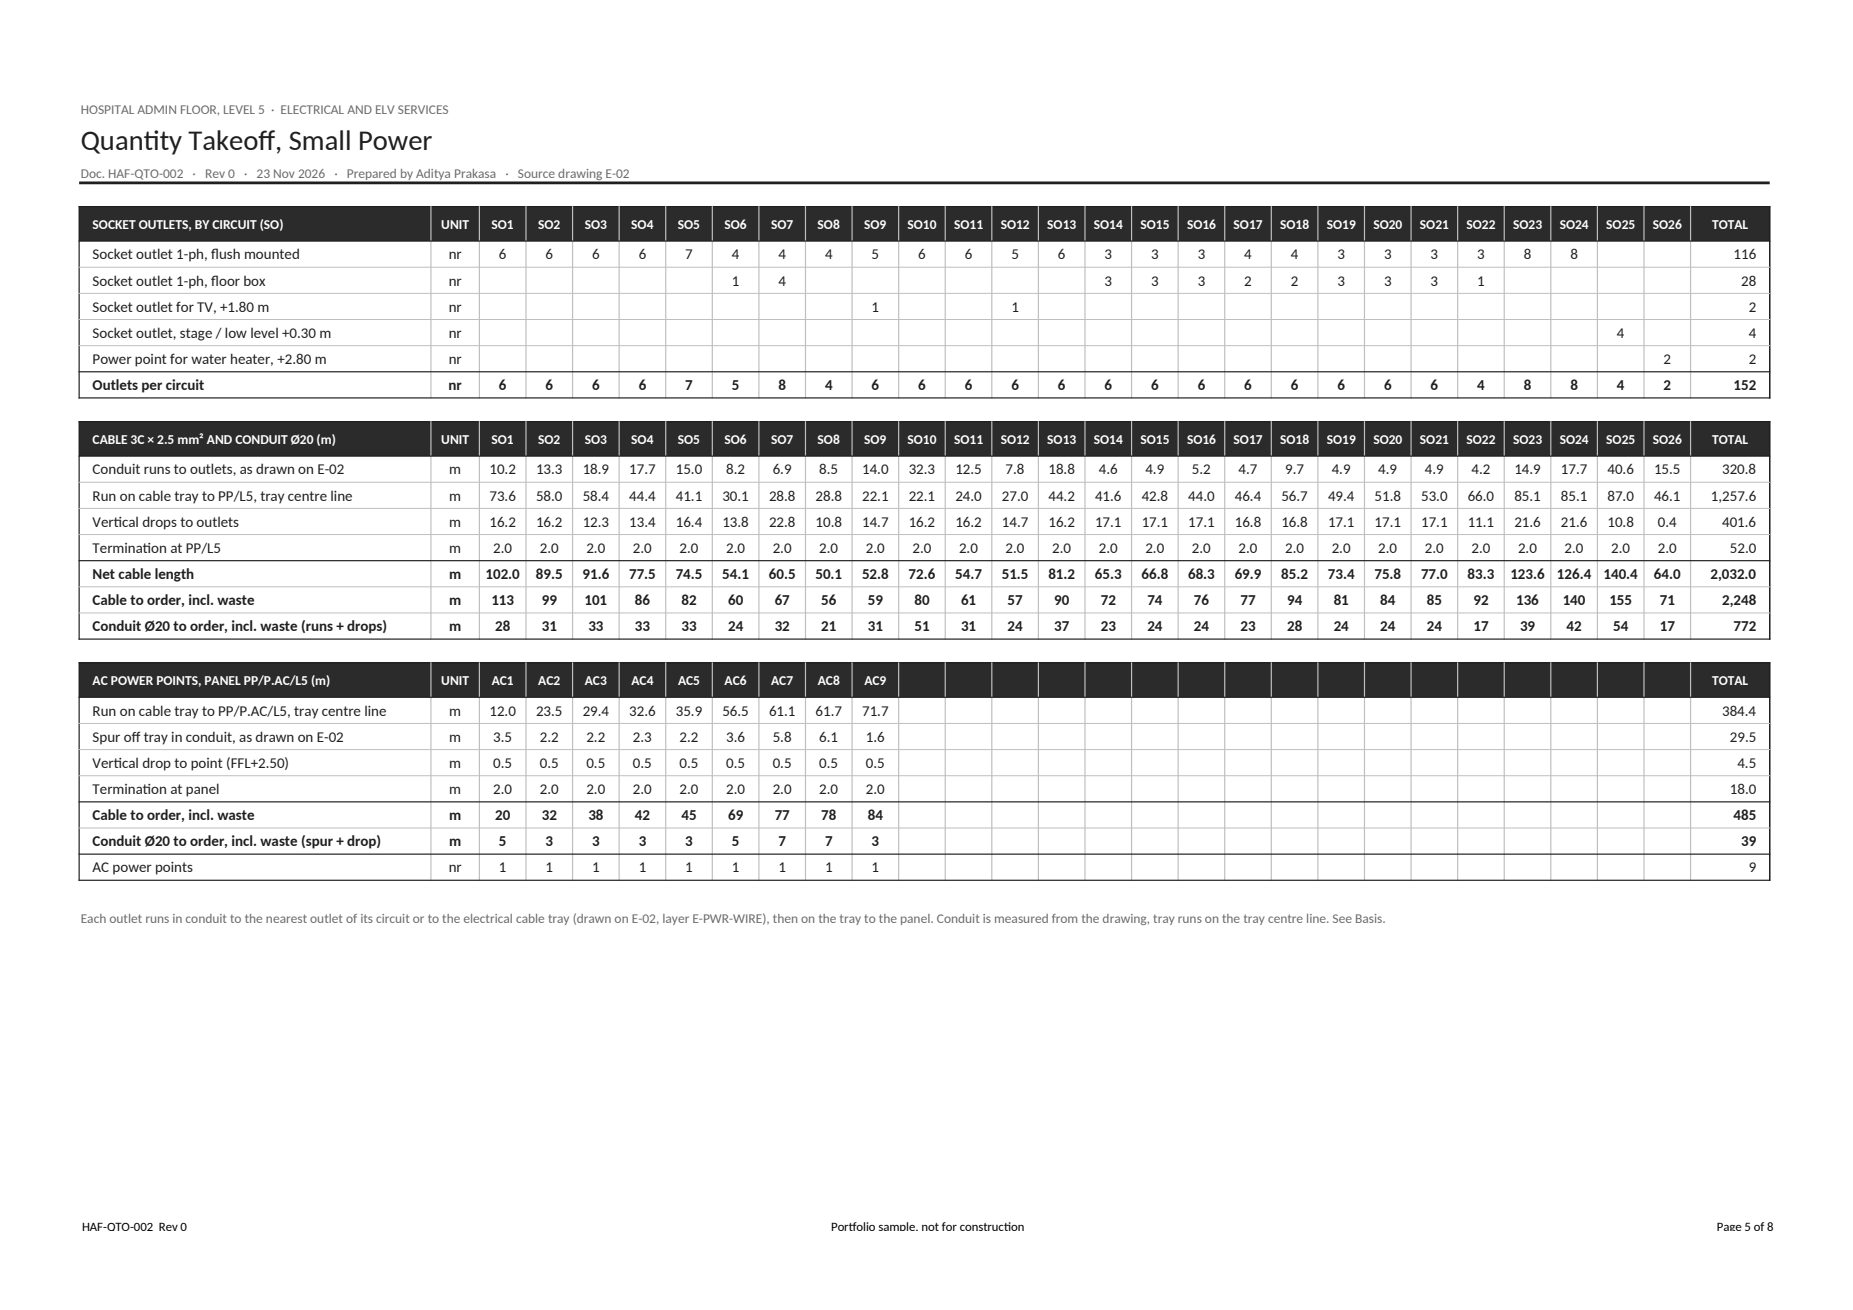 HOSPITAL ADMIN FLOOR, LEVEL 5 · ELECTRICAL AND ELV SERVICES
Quantity Takeoff, Small Power
Doc. HAF-QTO-002 · Rev 0 · 23 Nov 2026 · Prepared by Aditya Prakasa · Source drawing E-02
SOCKET OUTLETS, BY CIRCUIT (SO) UNIT SO1 SO2 SO3 SO4 SO5 SO6 SO7 SO8 SO9 SO10 SO11 SO12 SO13 SO14 SO15 SO16 SO17 SO18 SO19 SO20 SO21 SO22 SO23 SO24 SO25 SO26 TOTAL
Socket outlet 1-ph, flush mounted nr 6 6 6 6 7 4 4 4 5 6 6 5 6 3 3 3 4 4 3 3 3 3 8 8 116
Socket outlet 1-ph, floor box nr 1 4 3 3 3 2 2 3 3 3 1 28
Socket outlet for TV, +1.80 m nr 1 1 2
Socket outlet, stage / low level +0.30 m nr 4 4
Power point for water heater, +2.80 m nr 2 2
Outlets per circuit nr 6 6 6 6 7 5 8 4 6 6 6 6 6 6 6 6 6 6 6 6 6 4 8 8 4 2 152
CABLE 3C × 2.5 mm² AND CONDUIT Ø20 (m) UNIT SO1 SO2 SO3 SO4 SO5 SO6 SO7 SO8 SO9 SO10 SO11 SO12 SO13 SO14 SO15 SO16 SO17 SO18 SO19 SO20 SO21 SO22 SO23 SO24 SO25 SO26 TOTAL
Conduit runs to outlets, as drawn on E-02 m 10.2 13.3 18.9 17.7 15.0 8.2 6.9 8.5 14.0 32.3 12.5 7.8 18.8 4.6 4.9 5.2 4.7 9.7 4.9 4.9 4.9 4.2 14.9 17.7 40.6 15.5 320.8
Run on cable tray to PP/L5, tray centre line m 73.6 58.0 58.4 44.4 41.1 30.1 28.8 28.8 22.1 22.1 24.0 27.0 44.2 41.6 42.8 44.0 46.4 56.7 49.4 51.8 53.0 66.0 85.1 85.1 87.0 46.1 1,257.6
Vertical drops to outlets m 16.2 16.2 12.3 13.4 16.4 13.8 22.8 10.8 14.7 16.2 16.2 14.7 16.2 17.1 17.1 17.1 16.8 16.8 17.1 17.1 17.1 11.1 21.6 21.6 10.8 0.4 401.6
Termination at PP/L5 m 2.0 2.0 2.0 2.0 2.0 2.0 2.0 2.0 2.0 2.0 2.0 2.0 2.0 2.0 2.0 2.0 2.0 2.0 2.0 2.0 2.0 2.0 2.0 2.0 2.0 2.0 52.0
Net cable length m 102.0 89.5 91.6 77.5 74.5 54.1 60.5 50.1 52.8 72.6 54.7 51.5 81.2 65.3 66.8 68.3 69.9 85.2 73.4 75.8 77.0 83.3 123.6 126.4 140.4 64.0 2,032.0
Cable to order, incl. waste m 113 99 101 86 82 60 67 56 59 80 61 57 90 72 74 76 77 94 81 84 85 92 136 140 155 71 2,248
Conduit Ø20 to order, incl. waste (runs + drops) m 28 31 33 33 33 24 32 21 31 51 31 24 37 23 24 24 23 28 24 24 24 17 39 42 54 17 772
AC POWER POINTS, PANEL PP/P.AC/L5 (m) UNIT AC1 AC2 AC3 AC4 AC5 AC6 AC7 AC8 AC9 TOTAL
Run on cable tray to PP/P.AC/L5, tray centre line m 12.0 23.5 29.4 32.6 35.9 56.5 61.1 61.7 71.7 384.4
Spur off tray in conduit, as drawn on E-02 m 3.5 2.2 2.2 2.3 2.2 3.6 5.8 6.1 1.6 29.5
Vertical drop to point (FFL+2.50) m 0.5 0.5 0.5 0.5 0.5 0.5 0.5 0.5 0.5 4.5
Termination at panel m 2.0 2.0 2.0 2.0 2.0 2.0 2.0 2.0 2.0 18.0
Cable to order, incl. waste m 20 32 38 42 45 69 77 78 84 485
Conduit Ø20 to order, incl. waste (spur + drop) m 5 3 3 3 3 5 7 7 3 39
AC power points nr 1 1 1 1 1 1 1 1 1 9
Each outlet runs in conduit to the nearest outlet of its circuit or to the electrical cable tray (drawn on E-02, layer E-PWR-WIRE), then on the tray to the panel. Conduit is measured from the drawing, tray runs on the tray centre line. See Basis.
HAF-QTO-002 Rev 0 Portfolio sample, not for construction Page 5 of 8